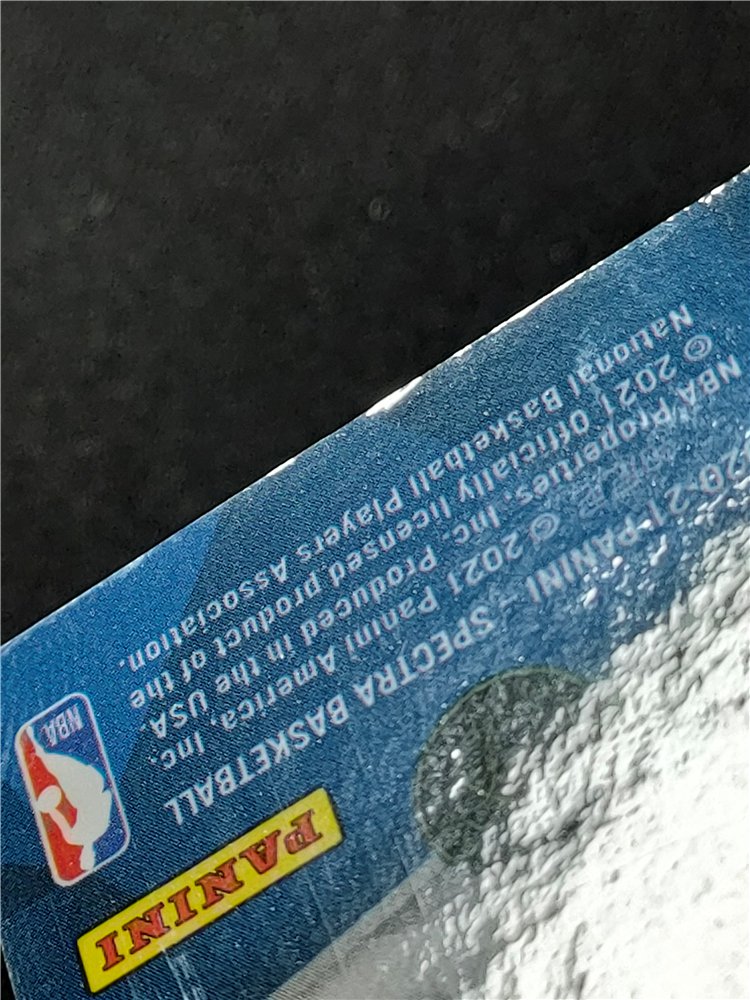 20-21 PANINI - SPECTRA BASKETBALL
© 2021 Panini America, Inc.
Produced in the USA.
NBA Properties, Inc.
© 2021 Officially licensed product of the
National Basketball Players Association.
NBA
PANINI